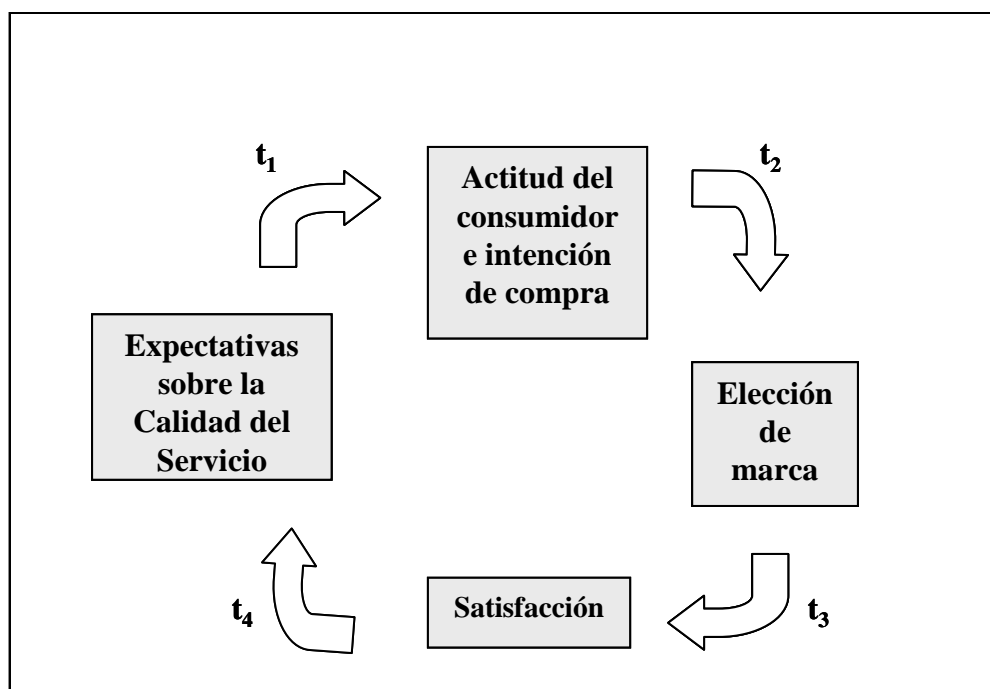 t1
Actitud del
consumidor
e intención
de compra
t2
Expectativas
sobre la
Calidad del
Servicio
Elección
de
marca
t4
Satisfacción
t3